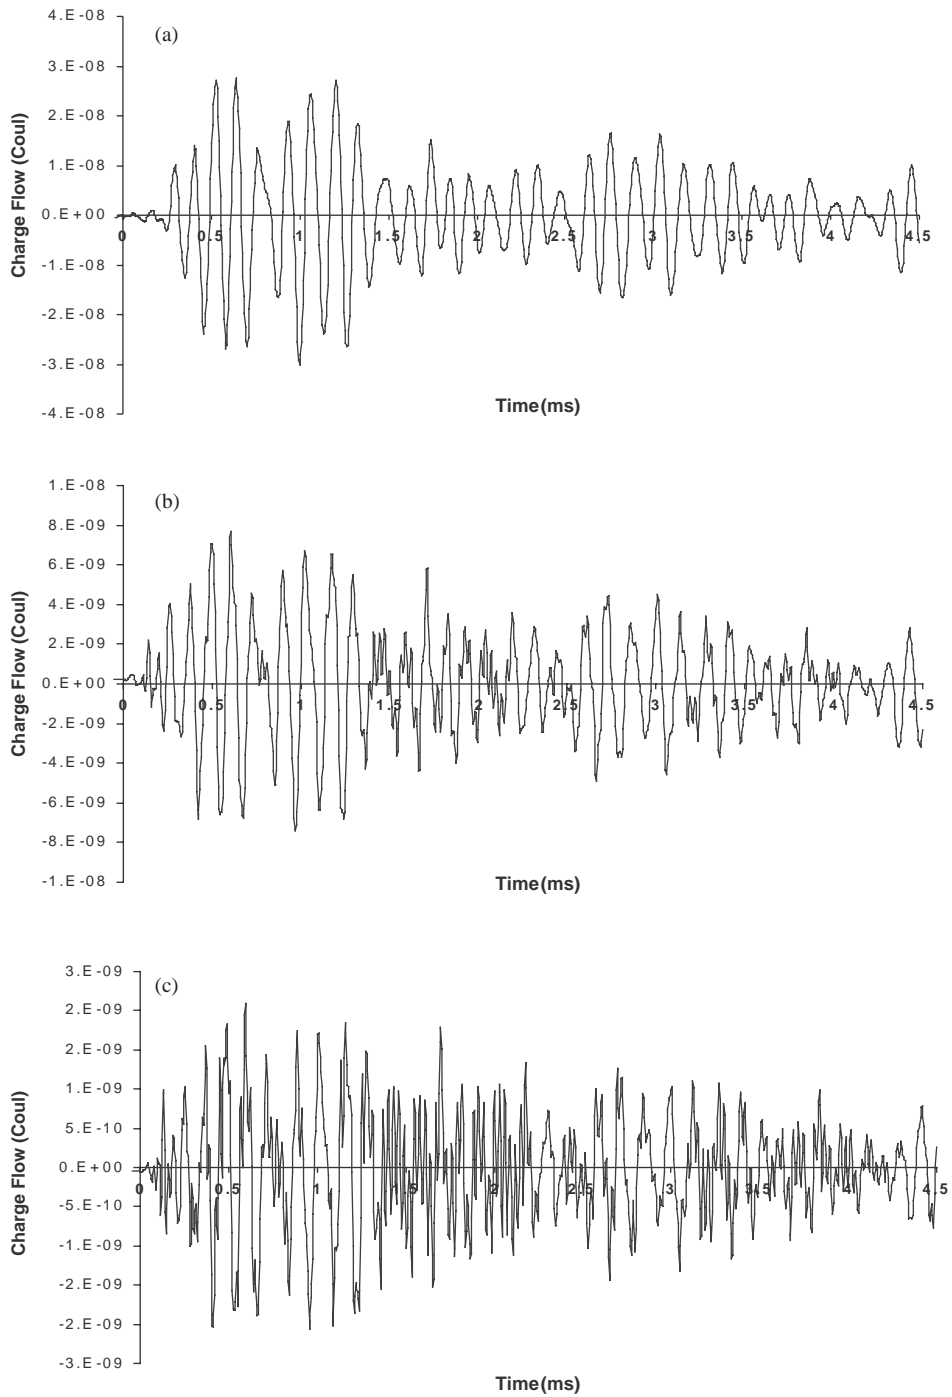 (a)
4.E-08
3.E-08
2.E-08
1.E-08
0.E+00
-1.E-08
-2.E-08
-3.E-08
-4.E-08
0 0.5 1 1.5 2 2.5 3 3.5 4 4.5
Charge Flow (Coul)
Time(ms)
(b)
1.E-08
8.E-09
6.E-09
4.E-09
2.E-09
0.E+00
-2.E-09
-4.E-09
-6.E-09
-8.E-09
-1.E-08
0 0.5 1 1.5 2 2.5 3 3.5 4 4.5
Charge Flow (Coul)
Time(ms)
(c)
3.E-09
2.E-09
2.E-09
1.E-09
5.E-10
0.E+00
-5.E-10
-1.E-09
-2.E-09
-2.E-09
-3.E-09
0 0.5 1 1.5 2 2.5 3 3.5 4 4.5
Charge Flow (Coul)
Time(ms)